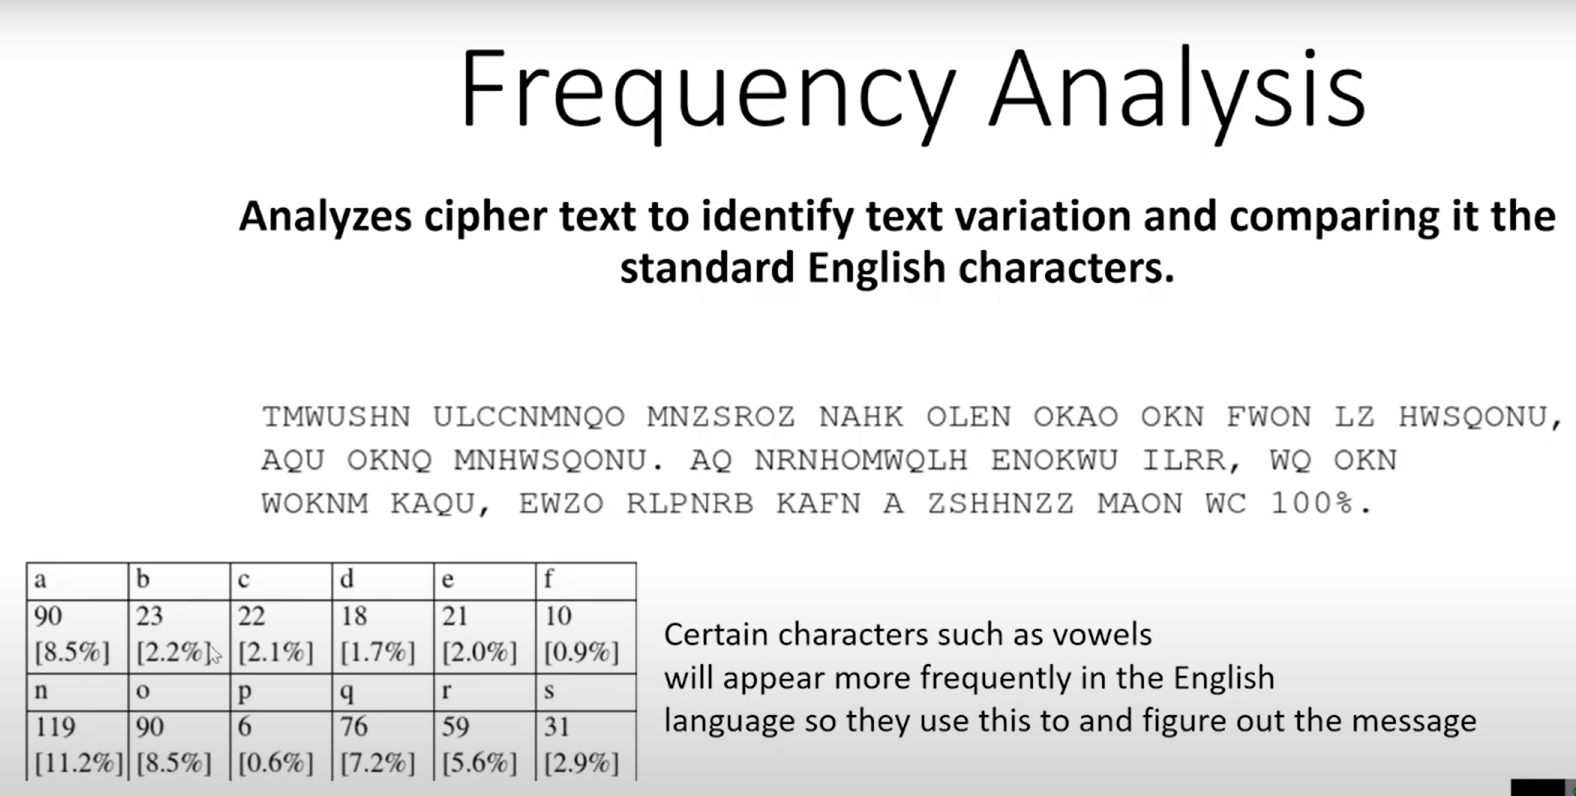 Frequency Analysis
Analyzes cipher text to identify text variation and comparing it the
standard English characters.
TMWUSHN ULCCNMNQO MNZSROZ NAHK OLEN OKAO OKN FWON LZ HWSQONU,
AQU OKNQ MNHWSQONU. AQ NRNHOMWQLH ENOKWU ILRR, WQ OKN
WOKNM KAQU, EWZO RLPNRB KAFN A ZSHHNZZ MAON WC 100%.
a b c d e f
90 23 22 18 21 10
[8.5%] [2.2%] [2.1%] [1.7%] [2.0%] [0.9%]
n o p q r s
119 90 6 76 59 31
[11.2%] [8.5%] [0.6%] [7.2%] [5.6%] [2.9%]
Certain characters such as vowels
will appear more frequently in the English
language so they use this to and figure out the message